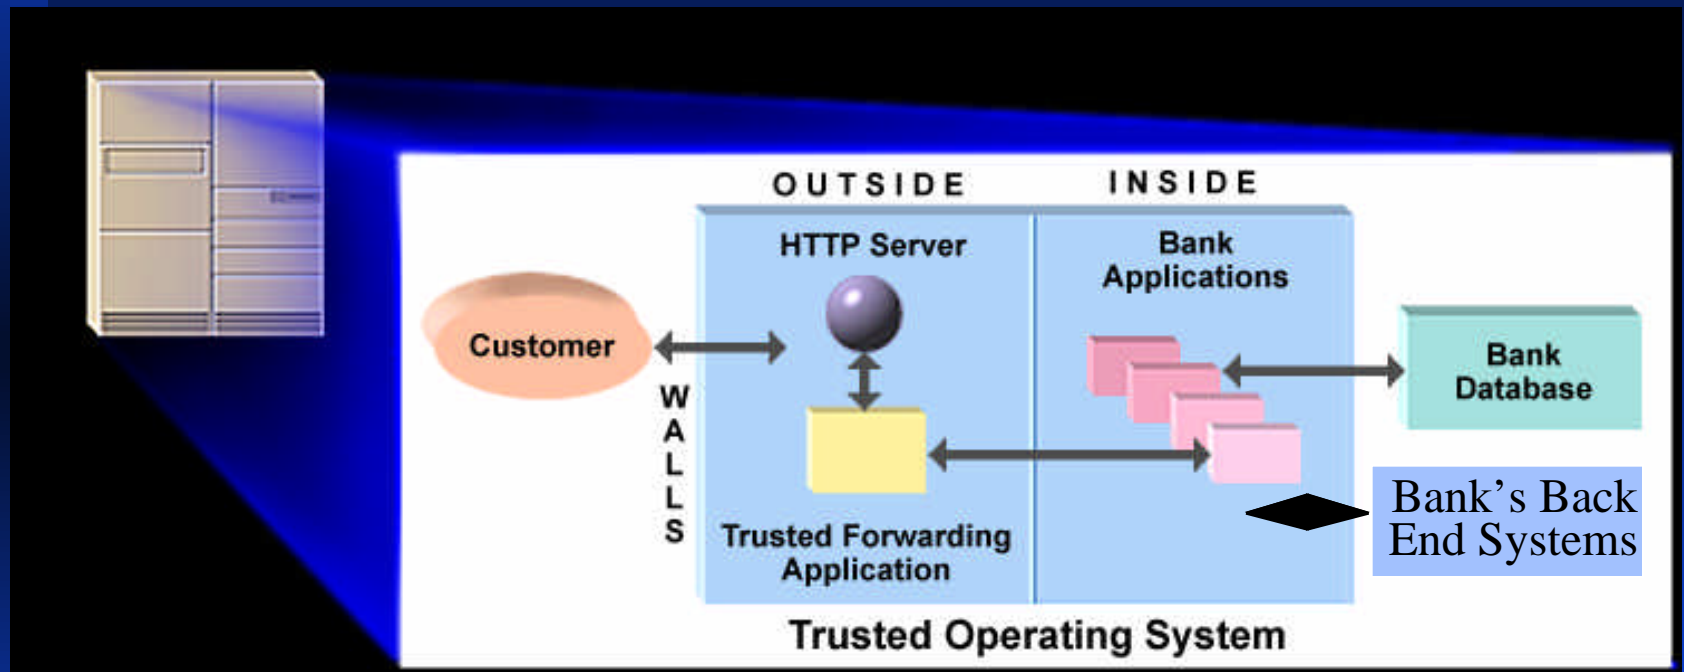 OUTSIDE
INSIDE
HTTP Server
Bank
Applications
Customer
WALLS
Bank
Database
Trusted Forwarding
Application
Bank’s Back
End Systems
Trusted Operating System